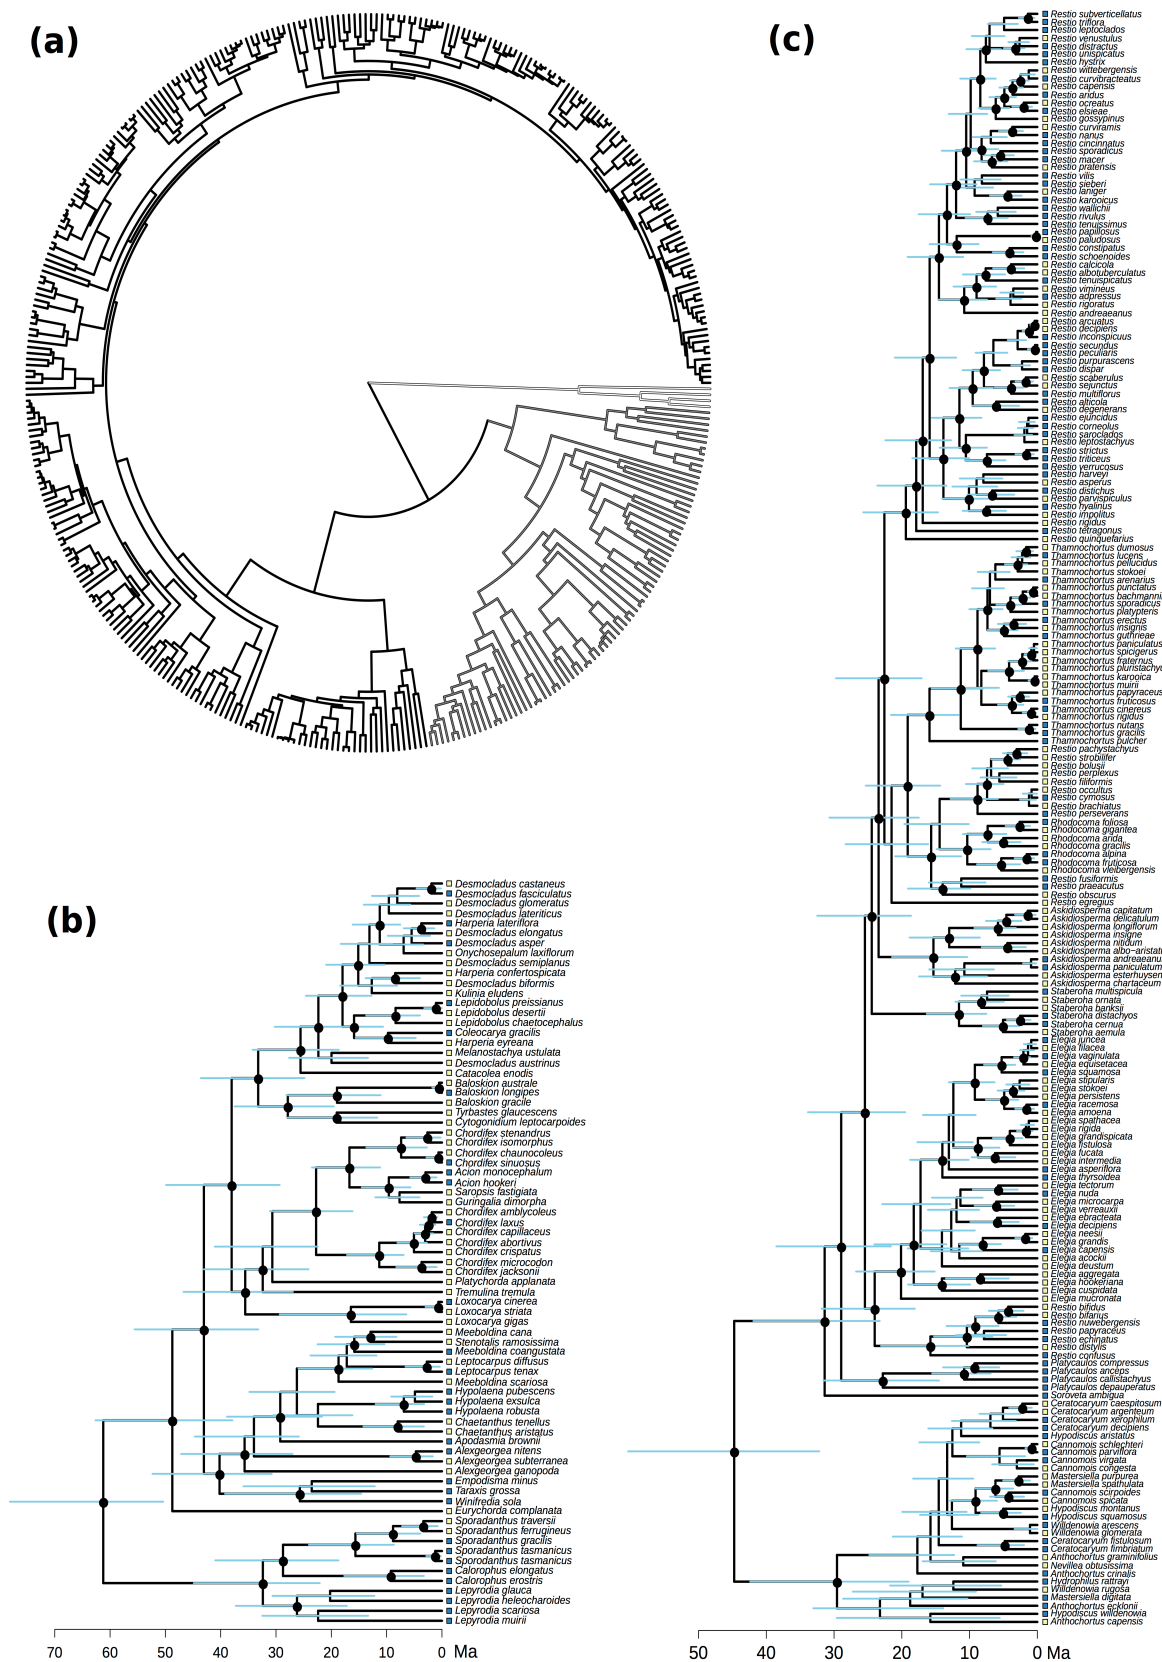 (a)
(b)
Desmocladus castaneus
Desmocladus fasciculatus
Desmocladus glomeratus
Desmocladus lateriticus
Harperia lateriflora
Desmocladus elongatus
Desmocladus asper
Onychosepalum laxiflorum
Desmocladus semiplanus
Harperia confertospicata
Desmocladus biformis
Kulinia eludens
Lepidobolus preissianus
Lepidobolus desertii
Lepidobolus chaetocephalus
Coleocarya gracilis
Harperia eyreana
Melanostachya ustulata
Desmocladus austrinus
Catacolea enodis
Baloskion australe
Baloskion longipes
Baloskion gracile
Tyrbastes glaucescens
Cytogonidium leptocarpoides
Chordifex stenandrus
Chordifex isomorphus
Chordifex chaunocoleus
Chordifex sinuosus
Acion monocephalum
Acion hookeri
Saropsis fastigiata
Guringalia dimorpha
Chordifex amblycoleus
Chordifex laxus
Chordifex capillaceus
Chordifex abortivus
Chordifex crispatus
Chordifex microcodon
Chordifex jacksonii
Platychorda applanata
Tremulina tremula
Loxocarya cinerea
Loxocarya striata
Loxocarya gigas
Meeboldina cana
Stenotalis ramosissima
Meeboldina coangustata
Leptocarpus diffusus
Leptocarpus tenax
Meeboldina scariosa
Hypolaena pubescens
Hypolaena exsulca
Hypolaena robusta
Chaetanthus tenellus
Chaetanthus aristatus
Apodasmia brownii
Alexgeorgea nitens
Alexgeorgea subterranea
Alexgeorgea ganopoda
Empodisma minus
Taraxis grossa
Winifredia sola
Eurychorda complanata
Sporadanthus traversii
Sporadanthus ferrugineus
Sporadanthus gracilis
Sporadanthus tasmanicus
Sporodanthus tasmanicus
Calorophus elongatus
Calorophus erostris
Lepyrodia glauca
Lepyrodia heleocharoides
Lepyrodia scariosa
Lepyrodia muirii
70 60 50 40 30 20 10 0 Ma
(c)
Restio subverticellatus
Restio triflora
Restio leptoclados
Restio venustulus
Restio distractus
Restio unispicatus
Restio hystrix
Restio wittebergensis
Restio curvibracteatus
Restio capensis
Restio aridus
Restio ocreatus
Restio elsieae
Restio gossypinus
Restio curviramis
Restio nanus
Restio cincinnatus
Restio sporadicus
Restio macer
Restio pratensis
Restio vilis
Restio sieberi
Restio laniger
Restio karooicus
Restio wallichii
Restio rivulus
Restio tenuissimus
Restio papillosus
Restio paludosus
Restio constipatus
Restio schoenoides
Restio calcicola
Restio albotuberculatus
Restio tenuispicatus
Restio vimineus
Restio adpressus
Restio rigoratus
Restio andreaeanus
Restio arcuatus
Restio decipiens
Restio inconspicuus
Restio secundus
Restio peculiaris
Restio purpurascens
Restio dispar
Restio scaberulus
Restio sejunctus
Restio multiflorus
Restio alticola
Restio degenerans
Restio ejuncidus
Restio corneolus
Restio saroclados
Restio leptostachyus
Restio strictus
Restio triticeus
Restio verrucosus
Restio harveyi
Restio asperus
Restio distichus
Restio parvispiculus
Restio hyalinus
Restio impolitus
Restio rigidus
Restio tetragonus
Restio quinquefarius
Thamnochortus dumosus
Thamnochortus lucens
Thamnochortus pellucidus
Thamnochortus stokoei
Thamnochortus arenarius
Thamnochortus punctatus
Thamnochortus bachmannii
Thamnochortus sporadicus
Thamnochortus platypteris
Thamnochortus erectus
Thamnochortus insignis
Thamnochortus guthrieae
Thamnochortus paniculatus
Thamnochortus spicigerus
Thamnochortus fraternus
Thamnochortus pluristachyu
Thamnochortus karooica
Thamnochortus muirii
Thamnochortus papyraceus
Thamnochortus fruticosus
Thamnochortus cinereus
Thamnochortus rigidus
Thamnochortus nutans
Thamnochortus gracilis
Thamnochortus pulcher
Restio pachystachyus
Restio strobilifer
Restio bolusii
Restio perplexus
Restio filiformis
Restio occultus
Restio cymosus
Restio brachiatus
Restio perseverans
Rhodocoma foliosa
Rhodocoma gigantea
Rhodocoma arida
Rhodocoma gracilis
Rhodocoma alpina
Rhodocoma fruticosa
Rhodocoma vleibergensis
Restio fusiformis
Restio praeacutus
Restio obscurus
Restio egregius
Askidiosperma capitatum
Askidiosperma delicatulum
Askidiosperma longiflorum
Askidiosperma insigne
Askidiosperma nitidum
Askidiosperma albo−aristat
Askidiosperma andreaeanu
Askidiosperma paniculatum
Askidiosperma esterhuysen
Askidiosperma chartaceum
Staberoha multispicula
Staberoha ornata
Staberoha banksii
Staberoha distachyos
Staberoha cernua
Staberoha aemula
Elegia juncea
Elegia filacea
Elegia vaginulata
Elegia equisetacea
Elegia squamosa
Elegia stipularis
Elegia stokoei
Elegia persistens
Elegia racemosa
Elegia amoena
Elegia spathacea
Elegia rigida
Elegia grandispicata
Elegia fistulosa
Elegia fucata
Elegia intermedia
Elegia asperiflora
Elegia thyrsoidea
Elegia tectorum
Elegia nuda
Elegia microcarpa
Elegia verreauxii
Elegia ebracteata
Elegia decipiens
Elegia neesii
Elegia grandis
Elegia capensis
Elegia acockii
Elegia deustum
Elegia aggregata
Elegia hookeriana
Elegia cuspidata
Elegia mucronata
Restio bifidus
Restio bifarius
Restio nuwebergensis
Restio papyraceus
Restio echinatus
Restio distylis
Restio confusus
Platycaulos compressus
Platycaulos anceps
Platycaulos callistachyus
Platycaulos depauperatus
Soroveta ambigua
Ceratocaryum caespitosum
Ceratocaryum argenteum
Ceratocaryum xerophilum
Ceratocaryum decipiens
Hypodiscus aristatus
Cannomois schlechteri
Cannomois parviflora
Cannomois virgata
Cannomois congesta
Mastersiella purpurea
Mastersiella spathulata
Cannomois scirpoides
Cannomois spicata
Hypodiscus montanus
Hypodiscus squamosus
Willdenowia arescens
Willdenowia glomerata
Ceratocaryum fistulosum
Ceratocaryum fimbriatum
Anthochortus graminifolius
Nevillea obtusissima
Anthochortus crinalis
Hydrophilus rattrayi
Willdenowia rugosa
Mastersiella digitata
Anthochortus ecklonii
Hypodiscus willdenowia
Anthochortus capensis
50 40 30 20 10 0 Ma